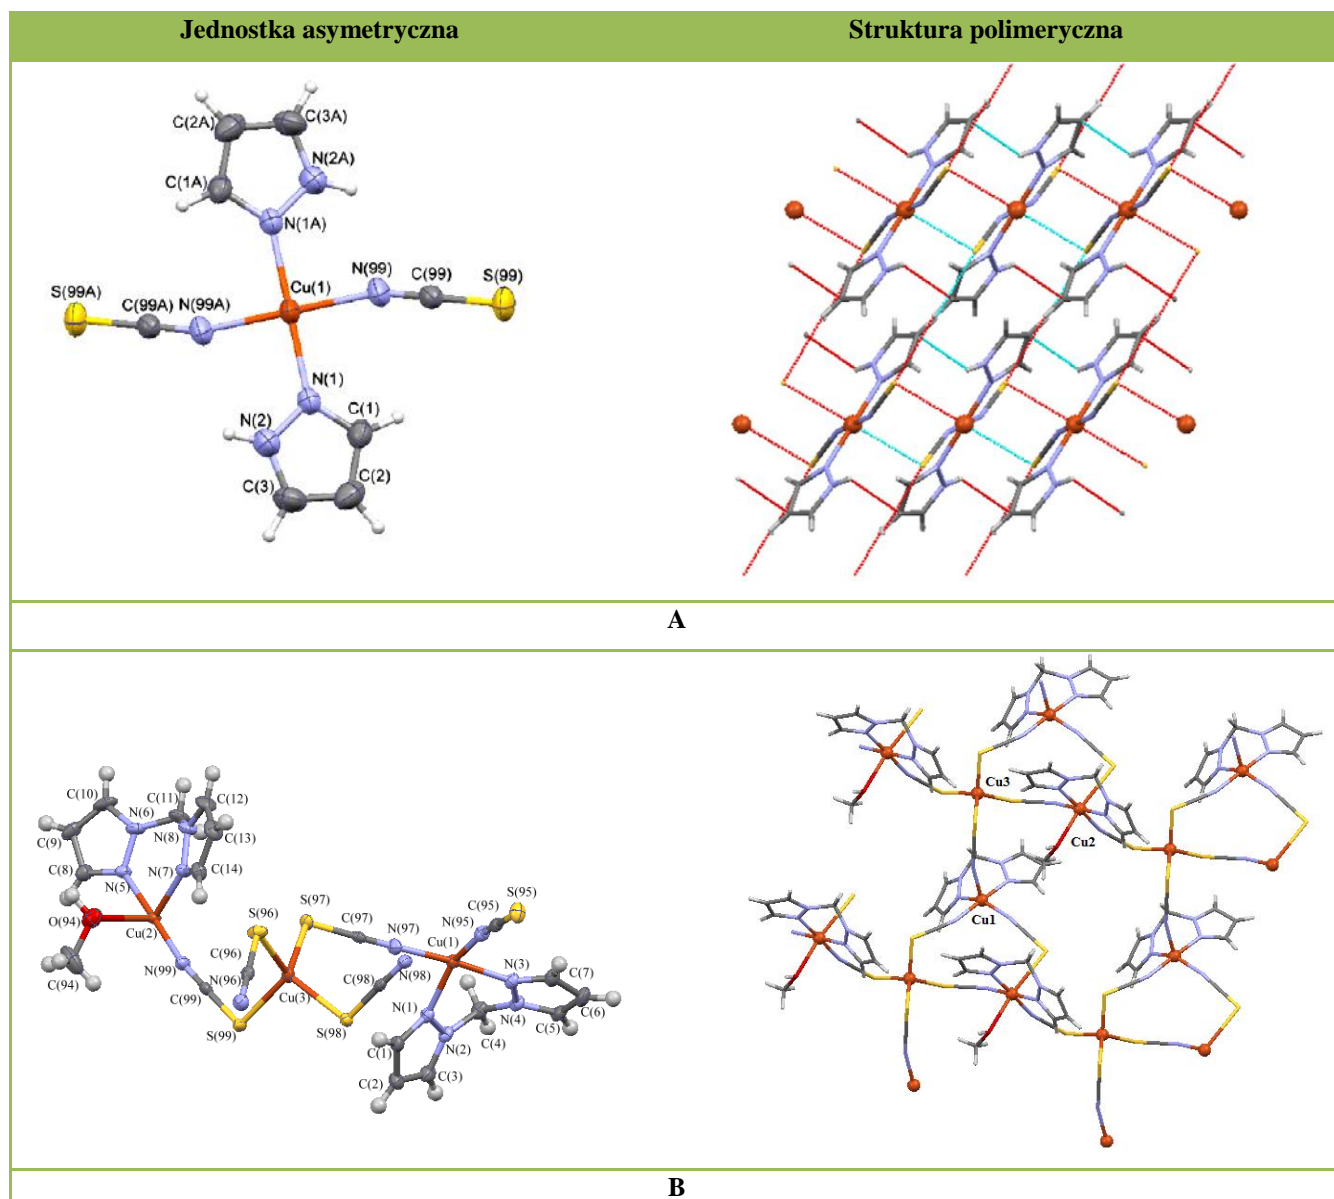 Jednostka asymetryczna Struktura polimeryczna
C(2A) C(3A)
N(2A)
C(1A)
N(1A)
N(99) C(99) S(99)
S(99A) Cu(1)
C(99A) N(99A)
N(1)
N(2) C(1)
C(3) C(2)
A
C(10) C(11) C(12)
N(6)
C(9) N(8) C(13)
C(8) N(5) N(7) C(14)
O(94) Cu(2)
C(94) N(99)
S(96) S(97) C(97) N(97) S(95)
C(95)
N(95)
Cu(1)
C(96) N(96) C(98) N(98) N(3) C(7)
C(99) Cu(3) C(6)
S(99) S(98) N(1) N(4) C(5)
C(1) N(2) C(4)
C(2) C(3)
Cu3
Cu2
Cu1
B